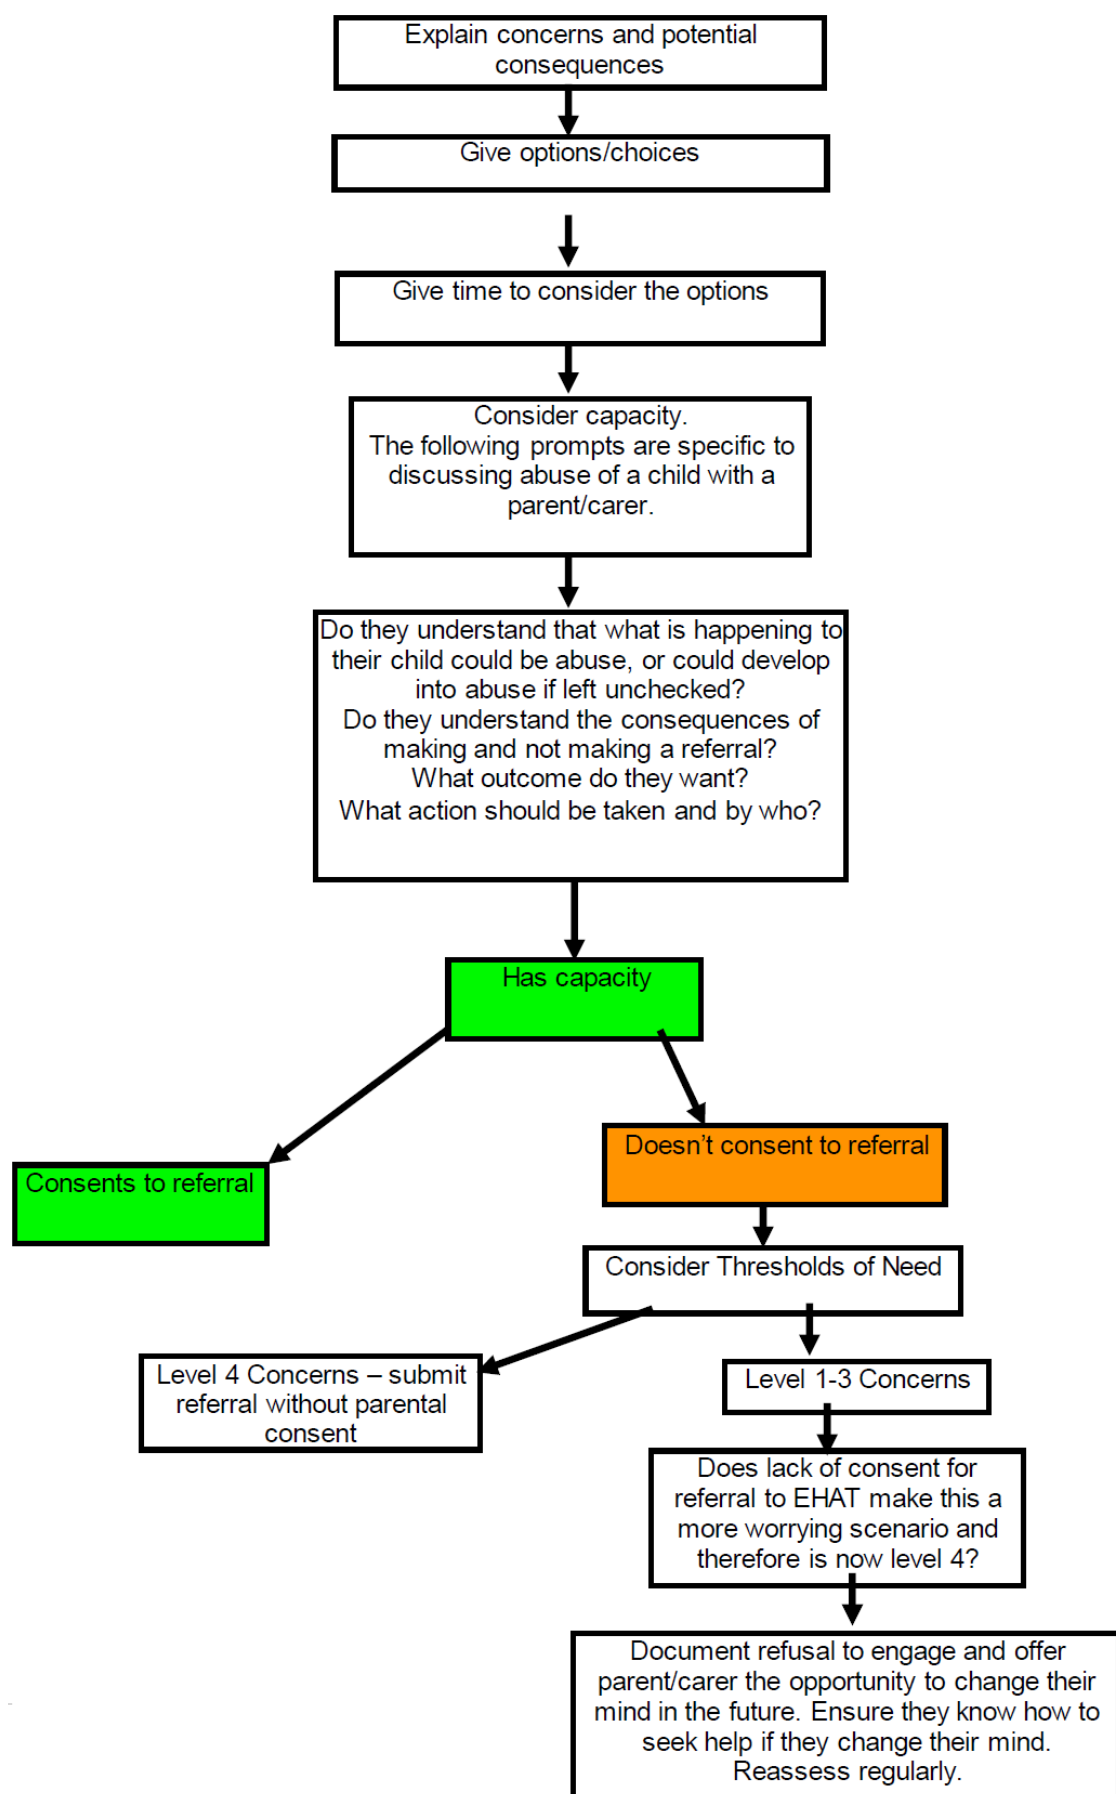 Explain concerns and potential
consequences
Give options/choices
Give time to consider the options
Consider capacity.
The following prompts are specific to
discussing abuse of a child with a
parent/carer.
Do they understand that what is happening to
their child could be abuse, or could develop
into abuse if left unchecked?
Do they understand the consequences of
making and not making a referral?
What outcome do they want?
What action should be taken and by who?
Has capacity
Doesn’t consent to referral
Consents to referral
Consider Thresholds of Need
Level 4 Concerns – submit
referral without parental
consent
Level 1-3 Concerns
Does lack of consent for
referral to EHAT make this a
more worrying scenario and
therefore is now level 4?
Document refusal to engage and offer
parent/carer the opportunity to change their
mind in the future. Ensure they know how to
seek help if they change their mind.
Reassess regularly.